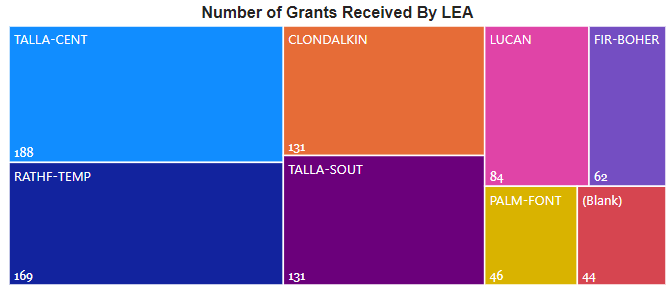 Number of Grants Received By LEA
TALLA-CENT
188
RATHF-TEMP
169
CLONDALKIN
131
TALLA-SOUT
131
LUCAN
84
FIR-BOHER
62
PALM-FONT
46
(Blank)
44